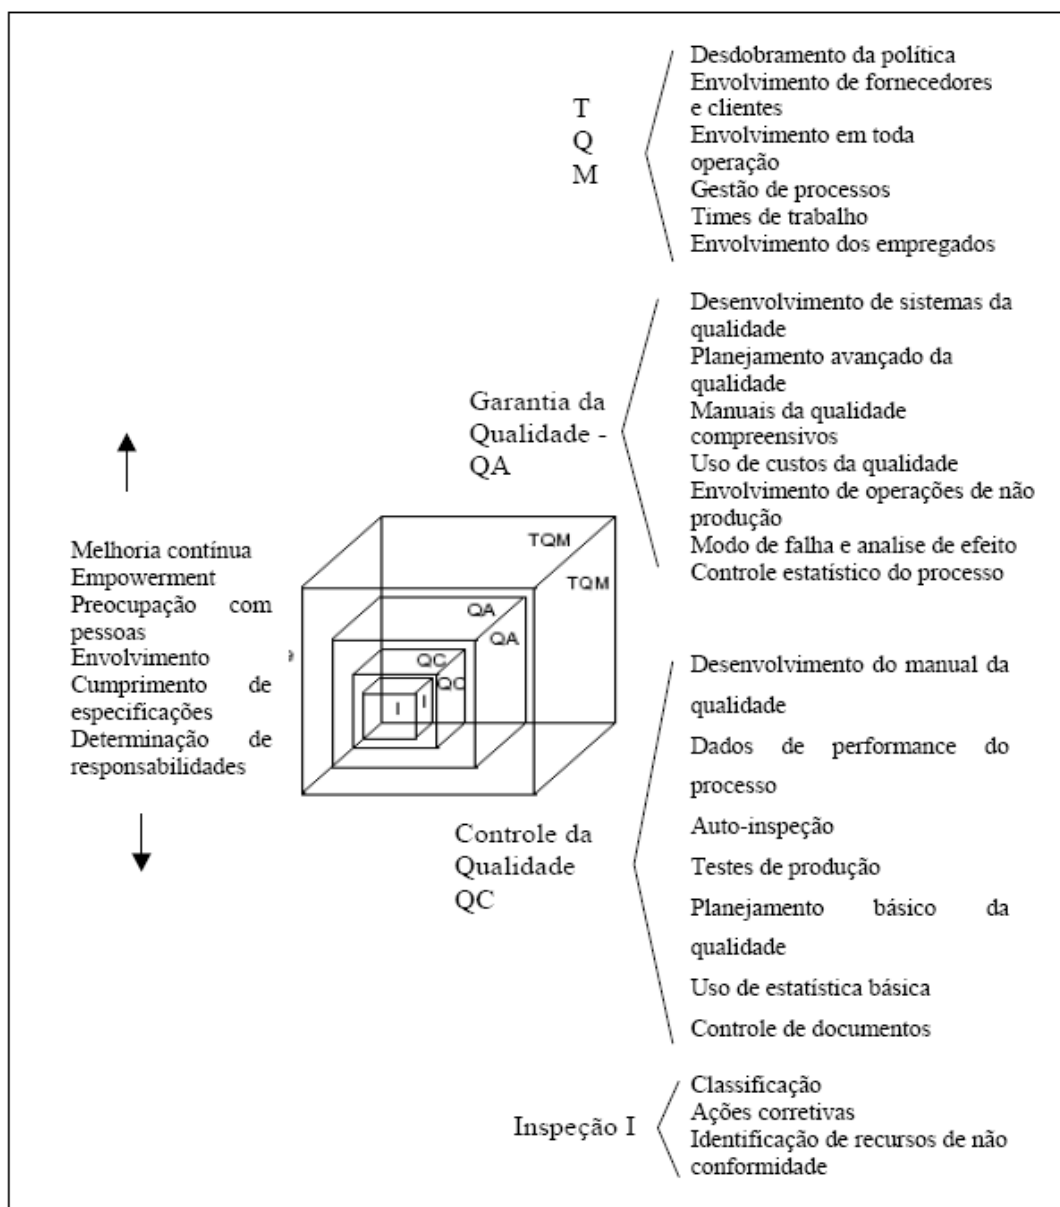 T
Q
M
Desdobramento da política
Envolvimento de fornecedores
e clientes
Envolvimento em toda
operação
Gestão de processos
Times de trabalho
Envolvimento dos empregados
Garantia da
Qualidade -
QA
Desenvolvimento de sistemas da
qualidade
Planejamento avançado da
qualidade
Manuais da qualidade
compreensivos
Uso de custos da qualidade
Envolvimento de operações de não
produção
Modo de falha e analise de efeito
Controle estatístico do processo
Melhoria contínua
Empowerment
Preocupação com
pessoas
Envolvimento
Cumprimento de
especificações
Determinação de
responsabilidades
TQM
TQM
QA
QA
QC
QC
I
I
Controle da
Qualidade
QC
Desenvolvimento do manual da
qualidade
Dados de performance do
processo
Auto-inspeção
Testes de produção
Planejamento básico da
qualidade
Uso de estatística básica
Controle de documentos
Inspeção I
Classificação
Ações corretivas
Identificação de recursos de não
conformidade